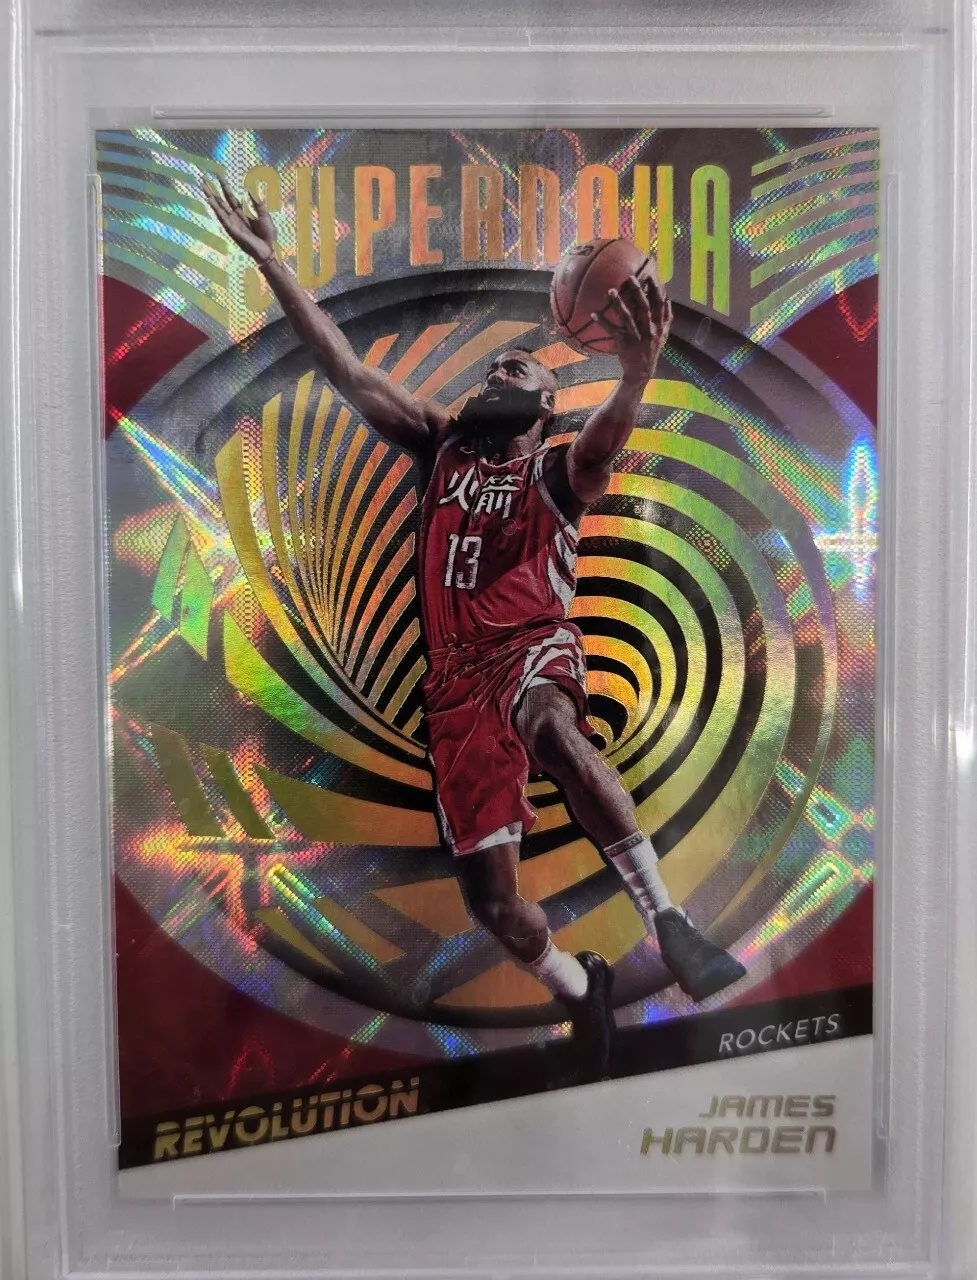 SUPERNOVA
火箭
13
ROCKETS
REVOLUTION
JAMES
HARDEN